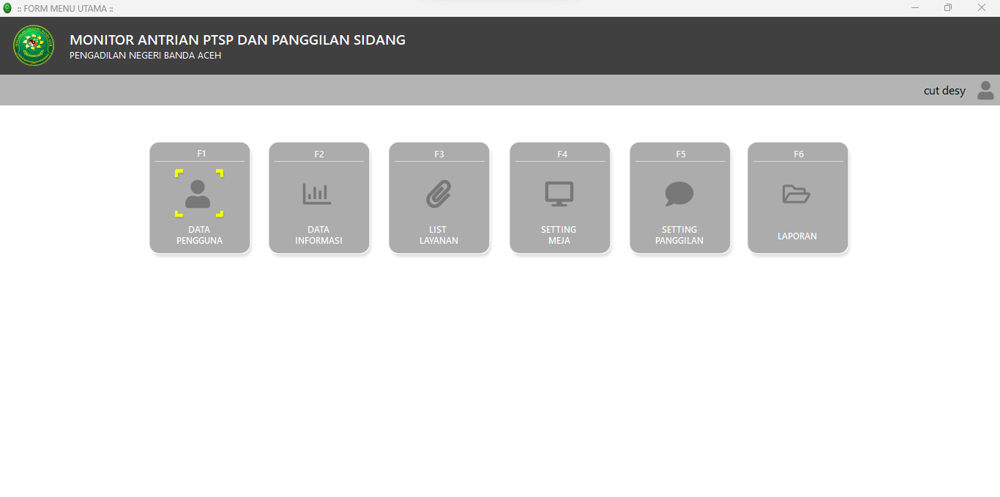 :: FORM MENU UTAMA ::
MONITOR ANTRIAN PTSP DAN PANGGILAN SIDANG
PENGADILAN NEGERI BANDA ACEH
cut desy
F1
DATA
PENGGUNA
F2
DATA
INFORMASI
F3
LIST
LAYANAN
F4
SETTING
MEJA
F5
SETTING
PANGGILAN
F6
LAPORAN